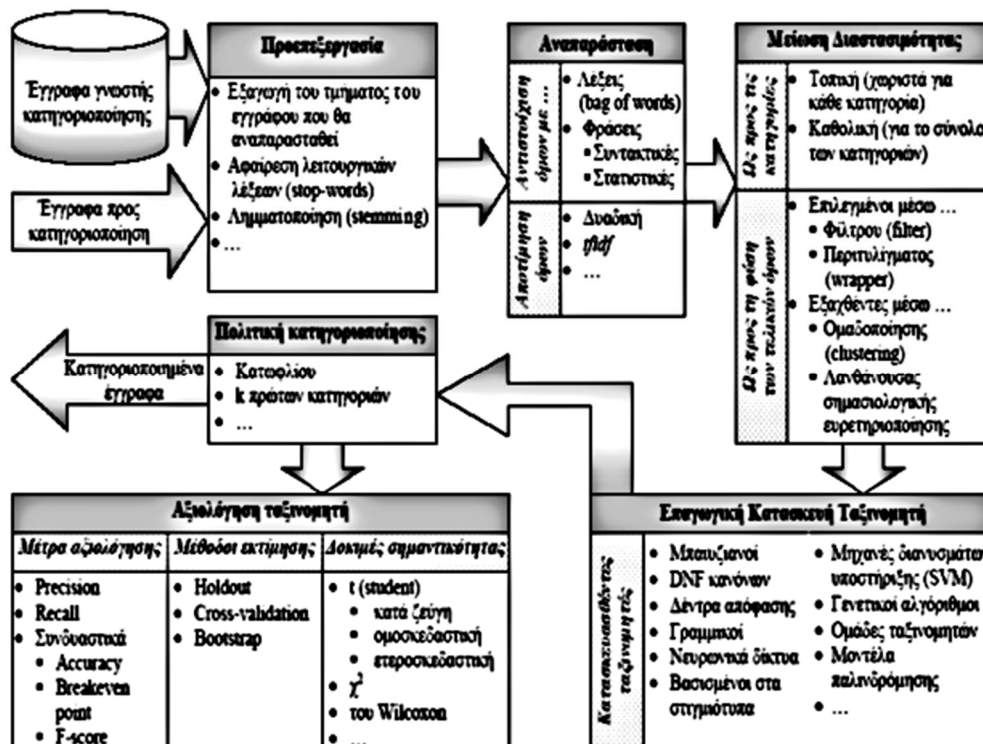 Έγγραφα γνωστής
κατηγοριοποίησης
Έγγραφα προς
κατηγοριοποίηση
Προεπεξεργασία
• Εξαγωγή του τμήματος του
εγγράφου που θα
αναπαρασταθεί
• Αφαίρεση λειτουργικών
λέξεων (stop-words)
• Λημματοποίηση (stemming)
• …
Αναπαράσταση
Αντιστοίχιση
όρων με …
• Λέξεις
(bag of words)
• Φράσεις
▪ Συντακτικές
▪ Στατιστικές
Αποτίμηση
όρων
• Δυαδική
• tfidf
• …
Μείωση Διαστασιμότητας
Ως προς τις
κατηγορίες
• Τοπική (χωριστά για
κάθε κατηγορία)
• Καθολική (για το σύνολο
των κατηγοριών)
Ως προς τη φύση
των τελικών όρων
• Επιλεγμένοι μέσω …
▪ Φίλτρου (filter)
▪ Περιτυλίγματος
(wrapper)
• Εξαχθέντες μέσω …
▪ Ομαδοποίησης
(clustering)
▪ Λανθάνουσας
σημασιολογικής
ευρετηριοποίησης
Επαγωγική Κατασκευή Ταξινομητή
Κατασκευασθέντες
ταξινομητές
• Μπαυζιανοί
• DNF κανόνων
• Δέντρα απόφασης
• Γραμμικοί
• Νευρωνικά δίκτυα
• Βασισμένοι στα
στιγμιότυπα
• Μηχανές διανυσμάτων
υποστήριξης (SVM)
• Γενετικοί αλγόριθμοι
• Ομάδες ταξινομητών
• Μοντέλα
παλινδρόμησης
• …
Πολιτική κατηγοριοποίησης
• Κατωφλίου
• k πρώτων κατηγοριών
• …
Κατηγοριοποιημένα
έγγραφα
Αξιολόγηση ταξινομητή
Μέτρα αξιολόγησης
• Precision
• Recall
• Συνδυαστικά
▪ Accuracy
▪ Breakeven
point
▪ F-score
Μέθοδοι εκτίμησης
• Holdout
• Cross-validation
• Bootstrap
Δοκιμές σημαντικότητας
• t (student)
▪ κατά ζεύγη
▪ ομοσκεδαστική
▪ ετεροσκεδαστική
• χ²
• του Wilcoxon
• …